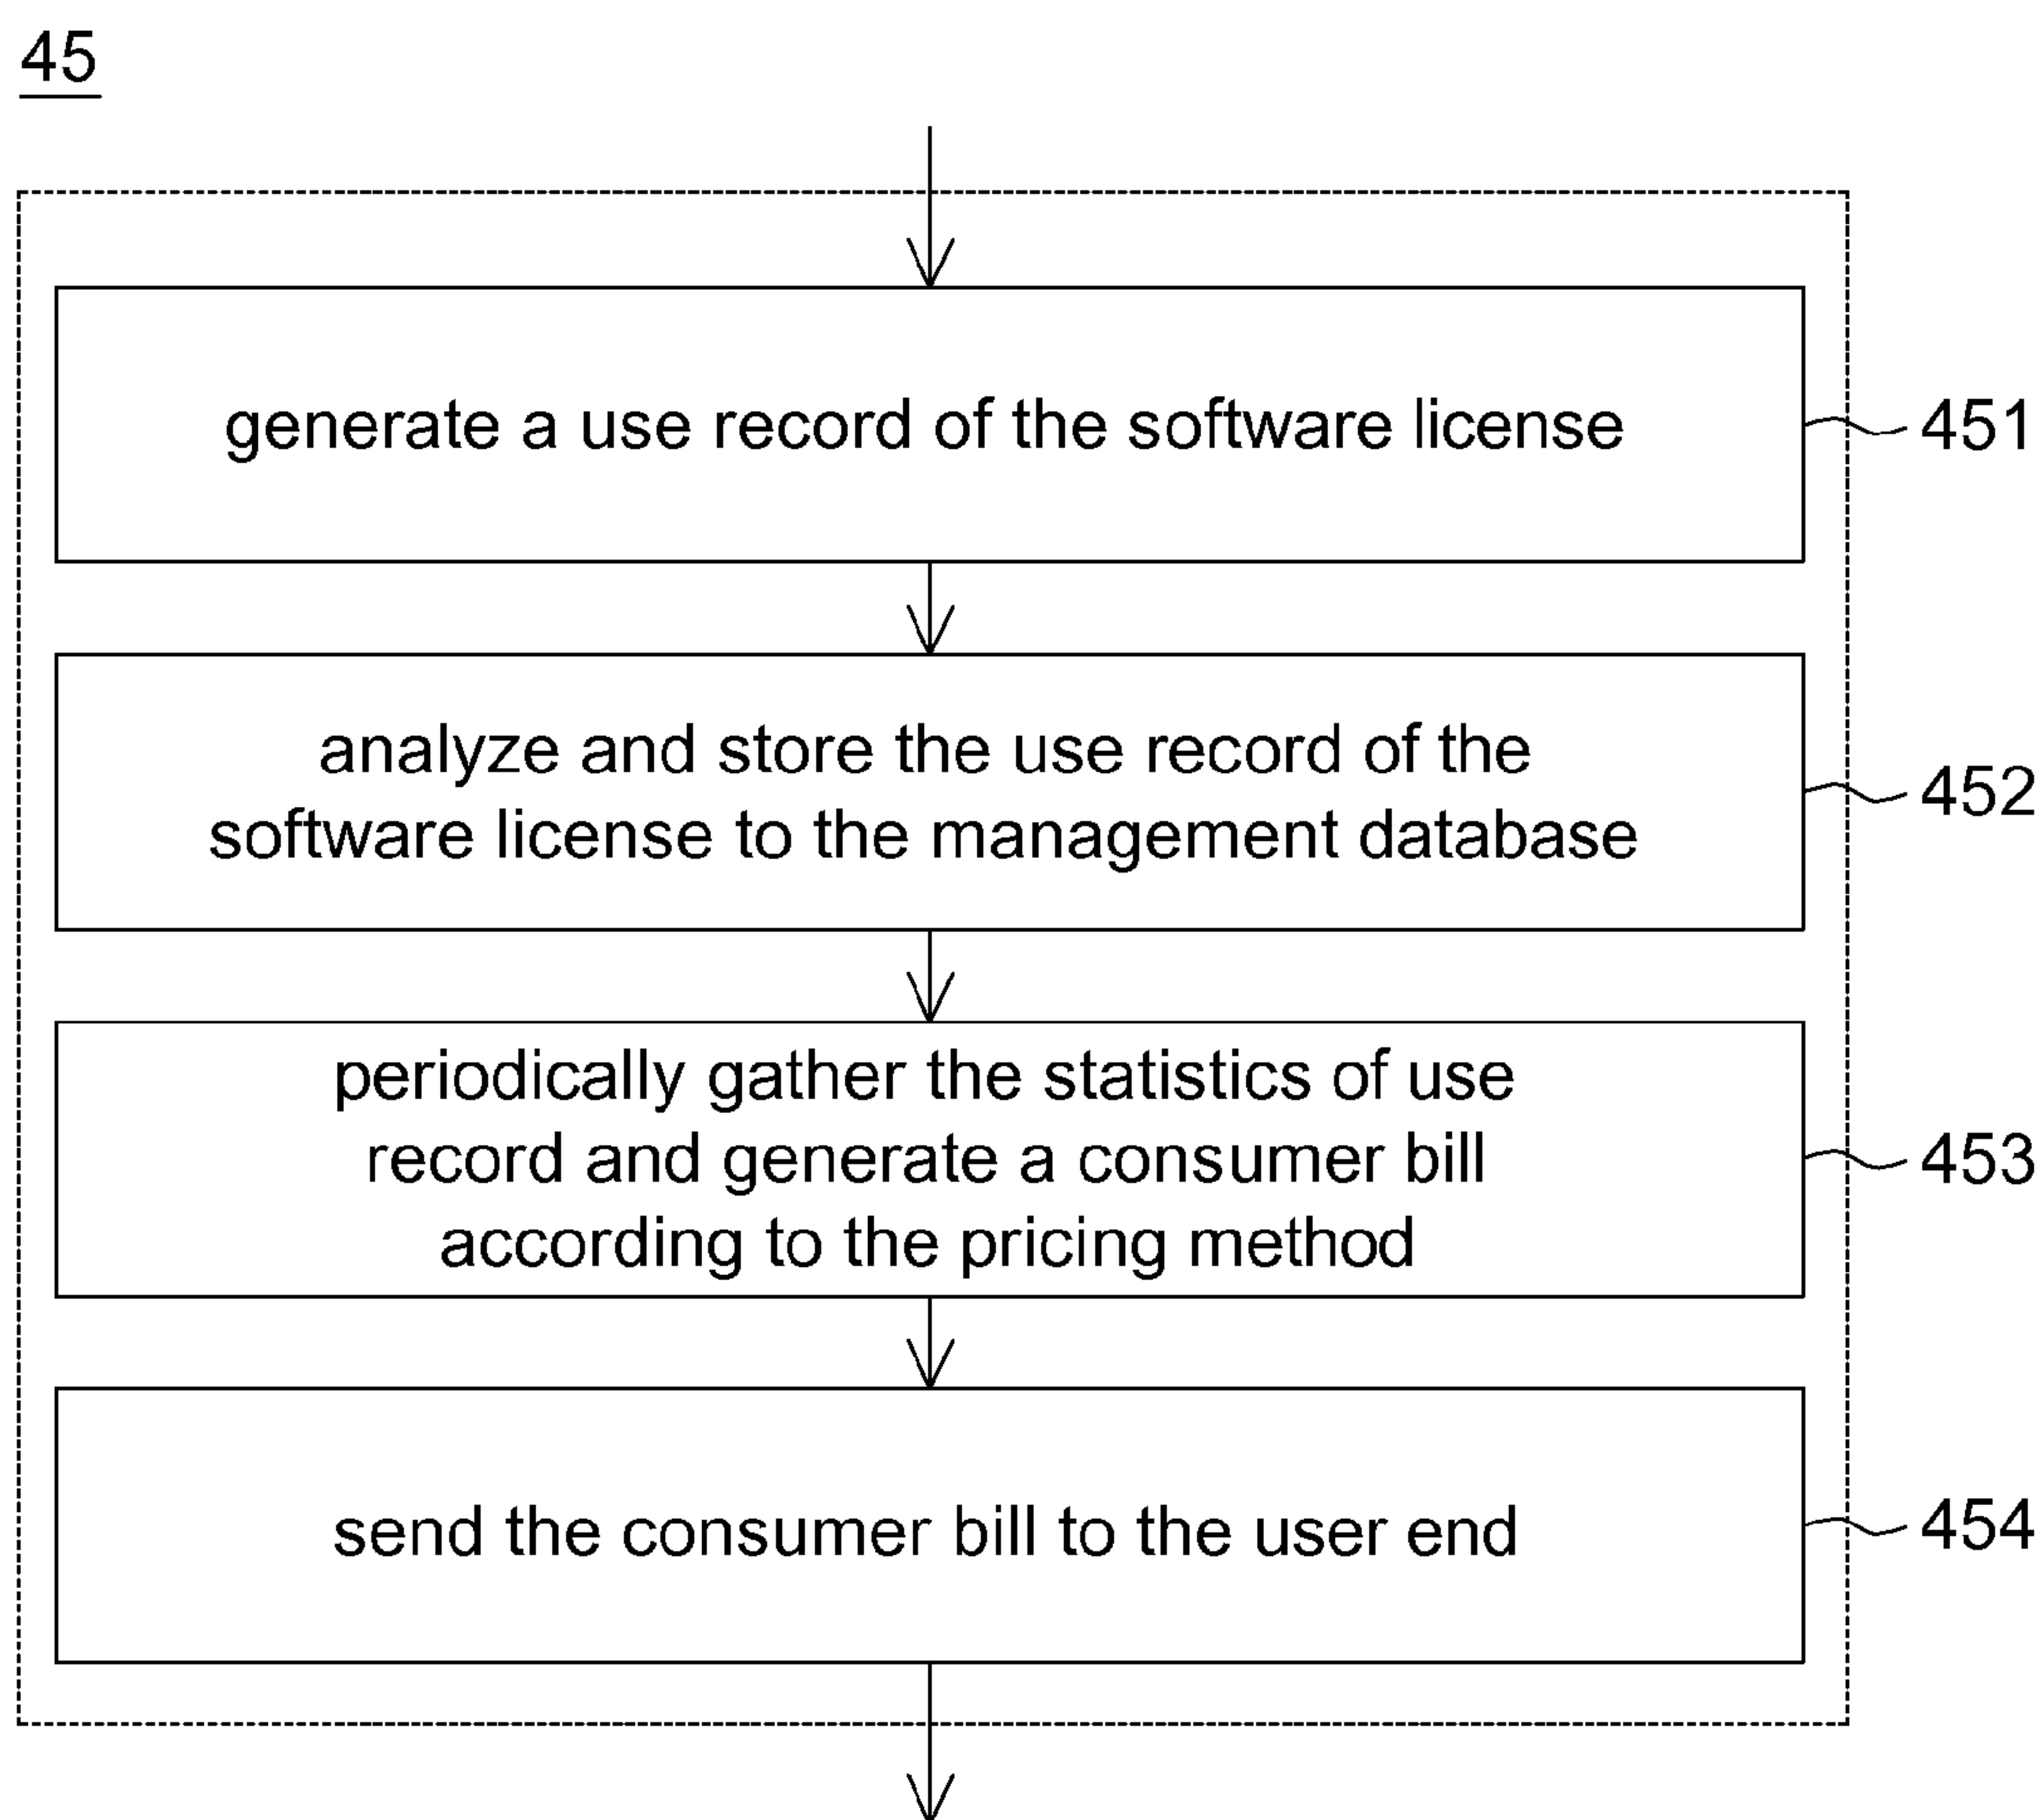 45
generate a use record of the software license
451
analyze and store the use record of the
software license to the management database
452
periodically gather the statistics of use
record and generate a consumer bill
according to the pricing method
453
send the consumer bill to the user end
454